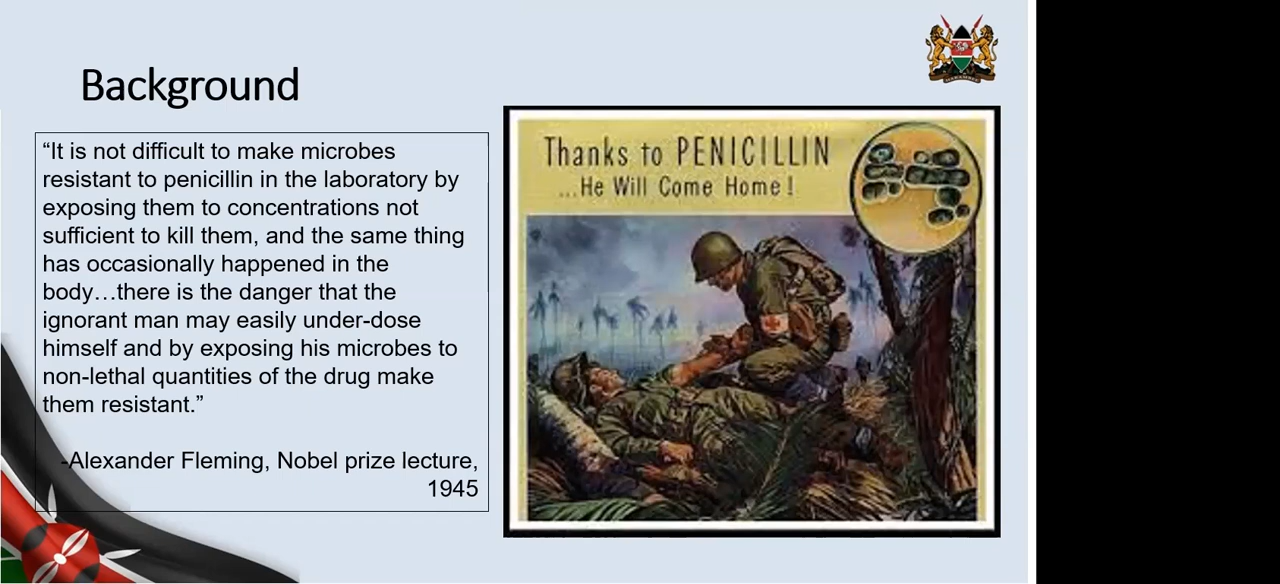 Background
“It is not difficult to make microbes
resistant to penicillin in the laboratory by
exposing them to concentrations not
sufficient to kill them, and the same thing
has occasionally happened in the
body…there is the danger that the
ignorant man may easily under-dose
himself and by exposing his microbes to
non-lethal quantities of the drug make
them resistant.”
-Alexander Fleming, Nobel prize lecture,
1945
Thanks to PENICILLIN
...He Will Come Home!